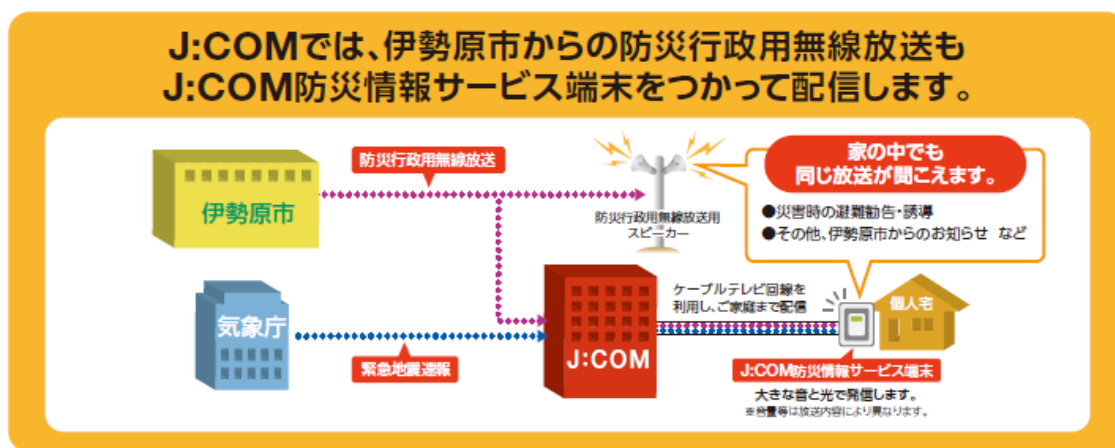 J:COMでは、伊勢原市からの防災行政用無線放送も
J:COM防災情報サービス端末をつかって配信します。
防災行政用無線放送
伊勢原市
防災行政用無線放送用
スピーカー
家の中でも
同じ放送が聞こえます。
●災害時の避難勧告・誘導
●その他、伊勢原市からのお知らせ など
気象庁
緊急地震速報
J:COM
ケーブルテレビ回線を
利用し、ご家庭まで配信
個人宅
J:COM防災情報サービス端末
大きな音と光で発信します。
※音量等は放送内容により異なります。